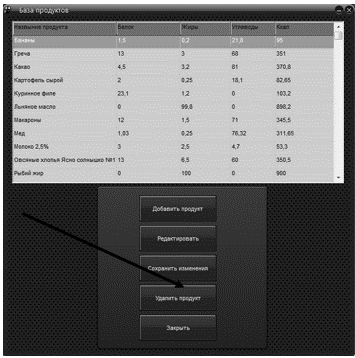 База продуктов
Название продукта Белок Жиры Углеводы Ккал
Бананы 1,5 0,2 21,8 95
Греча 13 3 68 351
Какао 4,5 3,2 81 370,8
Картофель сырой 2 0,25 18,1 82,65
Куринное филе 23,1 1,2 0 103,2
Льняное масло 0 99,8 0 898,2
Макароны 12 1,5 71 345,5
Мед 1,03 0,25 76,32 311,65
Молоко 2,5% 3 2,5 4,7 53,3
Овсяные хлопья Ясно солнышко №1 13 6,5 60 350,5
Рыбий жир 0 100 0 900
Добавить продукт
Редактировать
Сохранить изменения
Удалить продукт
Закрыть